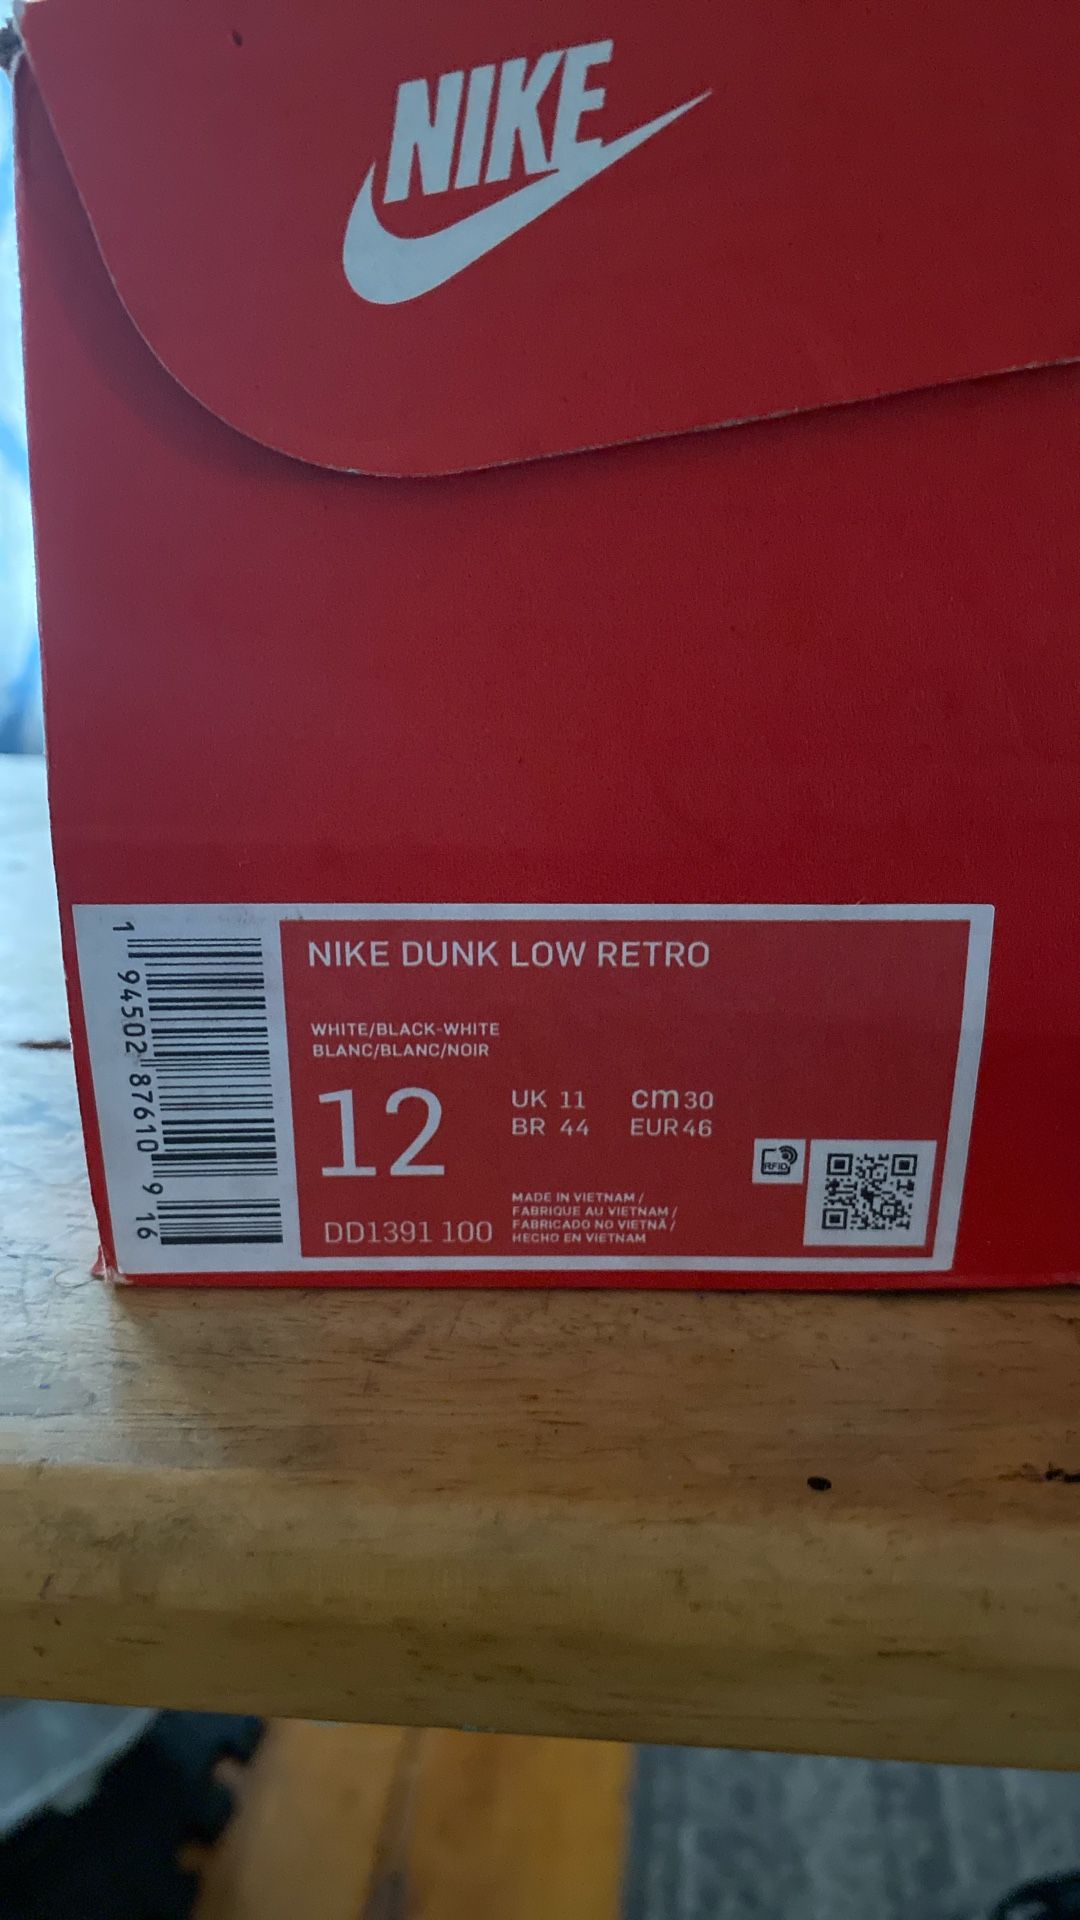 NIKE
NIKE DUNK LOW RETRO
WHITE/BLACK-WHITE
BLANC/BLANC/NOIR
12
UK 11
cm 30
BR 44
EUR 46
RFID
MADE IN VIETNAM /
FABRIQUE AU VIETNAM /
FABRICADO NO VIETNÃ /
HECHO EN VIETNAM
DD1391 100
1 94502 87610 9 16